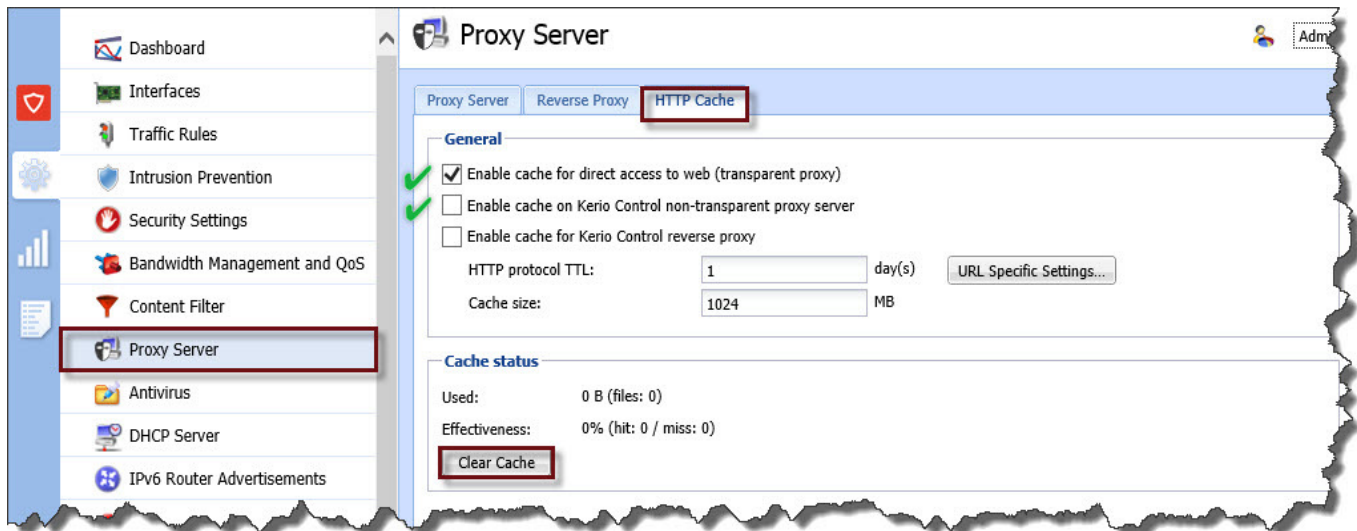 Dashboard
Interfaces
Traffic Rules
Intrusion Prevention
Security Settings
Bandwidth Management and QoS
Content Filter
Proxy Server
Antivirus
DHCP Server
IPv6 Router Advertisements
Proxy Server
Adm
Proxy Server Reverse Proxy HTTP Cache
General
Enable cache for direct access to web (transparent proxy)
Enable cache on Kerio Control non-transparent proxy server
Enable cache for Kerio Control reverse proxy
HTTP protocol TTL: 1 day(s) URL Specific Settings...
Cache size: 1024 MB
Cache status
Used: 0 B (files: 0)
Effectiveness: 0% (hit: 0 / miss: 0)
Clear Cache